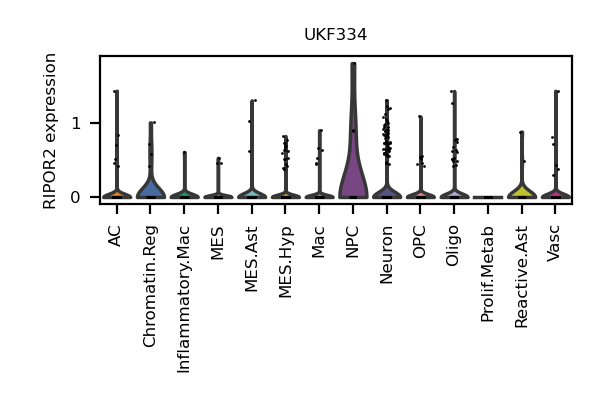 UKF334
RIPOR2 expression
1
0
AC
Chromatin.Reg
Inflammatory.Mac
MES
MES.Ast
MES.Hyp
Mac
NPC
Neuron
OPC
Oligo
Prolif.Metab
Reactive.Ast
Vasc